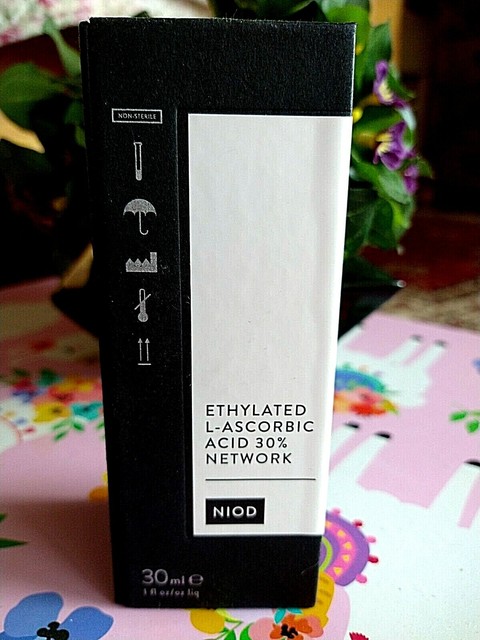 NON-STERILE
ETHYLATED
L-ASCORBIC
ACID 30%
NETWORK
NIOD
30ml ℮
1 fl oz/oz liq